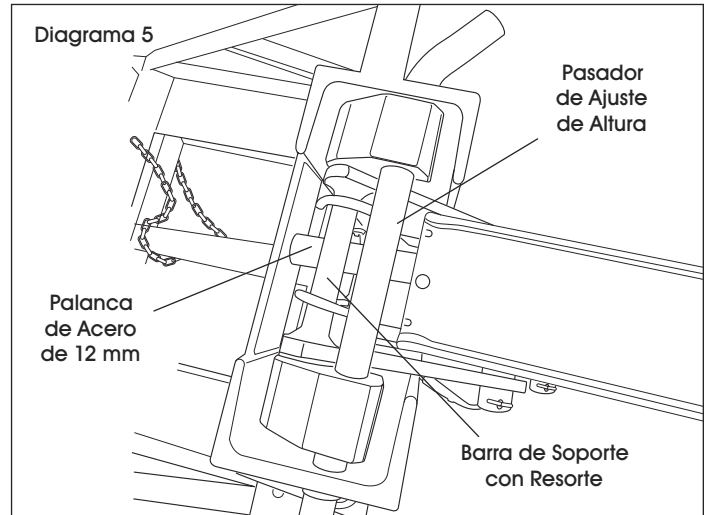 Diagrama 5
Pasador
de Ajuste
de Altura
Palanca
de Acero
de 12 mm
Barra de Soporte
con Resorte